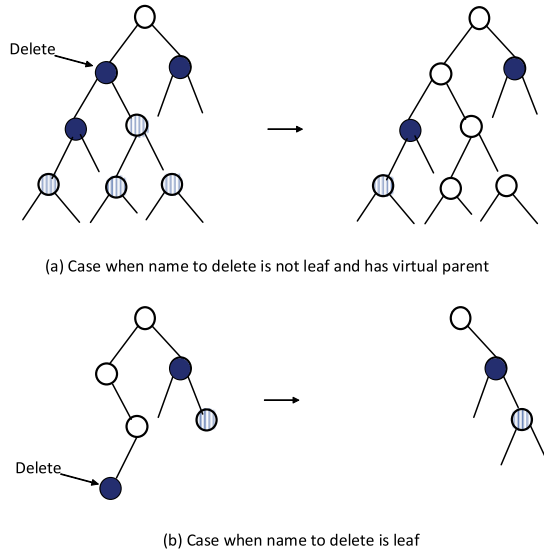 Delete
(a) Case when name to delete is not leaf and has virtual parent
Delete
(b) Case when name to delete is leaf